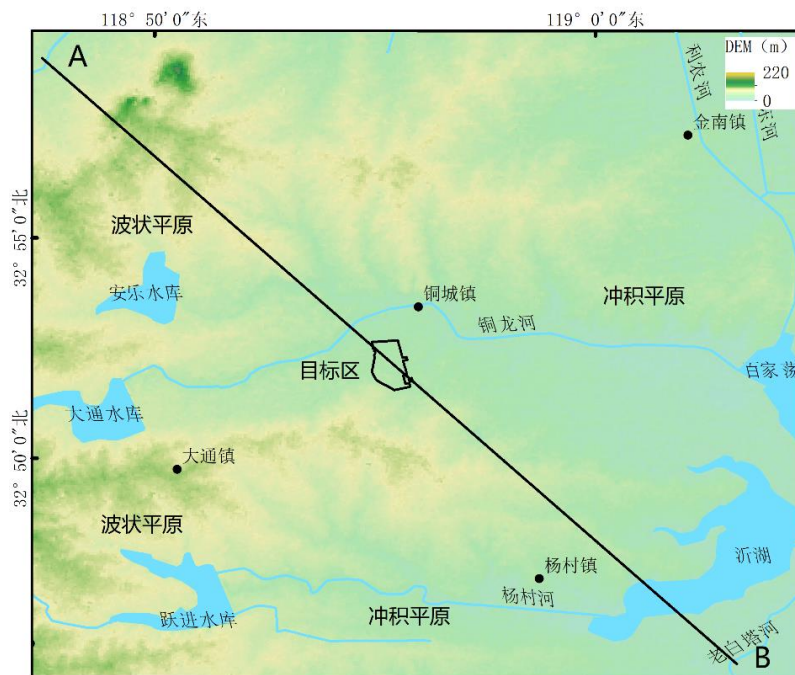 118° 50'0"东
119° 0'0"东
A
DEM (m)
220
0
利农河
乐河
金南镇
32° 55'0"北
波状平原
安乐水库
铜城镇
冲积平原
铜龙河
目标区
百家荡
大通水库
32° 50'0"北
大通镇
波状平原
沂湖
杨村镇
杨村河
冲积平原
跃进水库
老白塔河
B